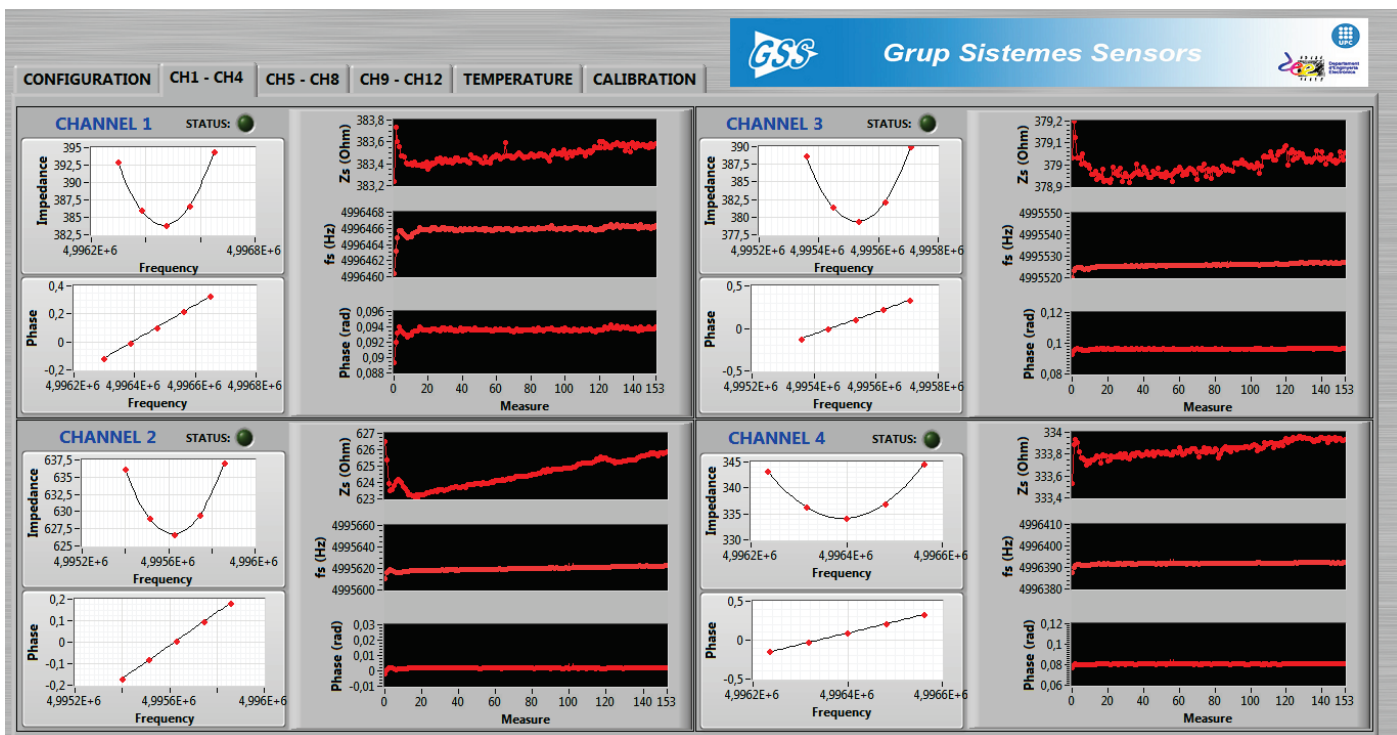 GSS
Grup Sistemes Sensors
UPC
Departament
d'Enginyeria
Electrònica
CONFIGURATION CH1 - CH4 CH5 - CH8 CH9 - CH12 TEMPERATURE CALIBRATION
CHANNEL 1 STATUS:
Impedance
395
392,5
390
387,5
385
382,5
4,9962E+6 4,9968E+6
Frequency
Phase
0,4
0,2
0
-0,2
4,9962E+6 4,9964E+6 4,9966E+6 4,9968E+6
Frequency
Zs (Ohm)
383,8
383,6
383,4
383,2
fs (Hz)
4996468
4996466
4996464
4996462
4996460
Phase (rad)
0,096
0,094
0,092
0,09
0,088
0 20 40 60 80 100 120 140 153
Measure
CHANNEL 3 STATUS:
Impedance
390
387,5
385
382,5
380
377,5
4,9952E+6 4,9954E+6 4,9956E+6 4,9958E+6
Frequency
Phase
0,5
0
-0,5
4,9952E+6 4,9954E+6 4,9956E+6 4,9958E+6
Frequency
Zs (Ohm)
379,2
379,1
379
378,9
fs (Hz)
4995550
4995540
4995530
4995520
Phase (rad)
0,12
0,1
0,08
0 20 40 60 80 100 120 140 153
Measure
CHANNEL 2 STATUS:
Impedance
637,5
635
632,5
630
627,5
625
4,9952E+6 4,9956E+6 4,996E+6
Frequency
Phase
0,2
0,1
0
-0,1
-0,2
4,9952E+6 4,9956E+6 4,996E+6
Frequency
Zs (Ohm)
627
626
625
624
623
fs (Hz)
4995660
4995640
4995620
4995600
Phase (rad)
0,03
0,02
0,01
0
-0,01
0 20 40 60 80 100 120 140 153
Measure
CHANNEL 4 STATUS:
Impedance
345
340
335
330
4,9962E+6 4,9964E+6 4,9966E+6
Frequency
Phase
0,5
0
-0,5
4,9962E+6 4,9964E+6 4,9966E+6
Frequency
Zs (Ohm)
334
333,8
333,6
333,4
fs (Hz)
4996410
4996400
4996390
4996380
Phase (rad)
0,12
0,1
0,08
0,06
0 20 40 60 80 100 120 140 153
Measure